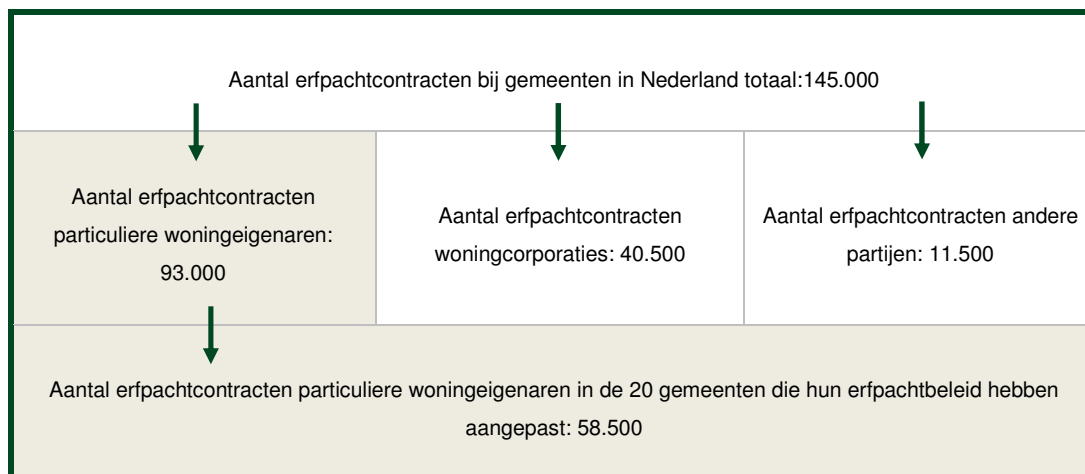 Aantal erfpachtcontracten bij gemeenten in Nederland totaal:145.000
Aantal erfpachtcontracten
particuliere woningeigenaren:
93.000
Aantal erfpachtcontracten
woningcorporaties: 40.500
Aantal erfpachtcontracten andere
partijen: 11.500
Aantal erfpachtcontracten particuliere woningeigenaren in de 20 gemeenten die hun erfpachtbeleid hebben
aangepast: 58.500